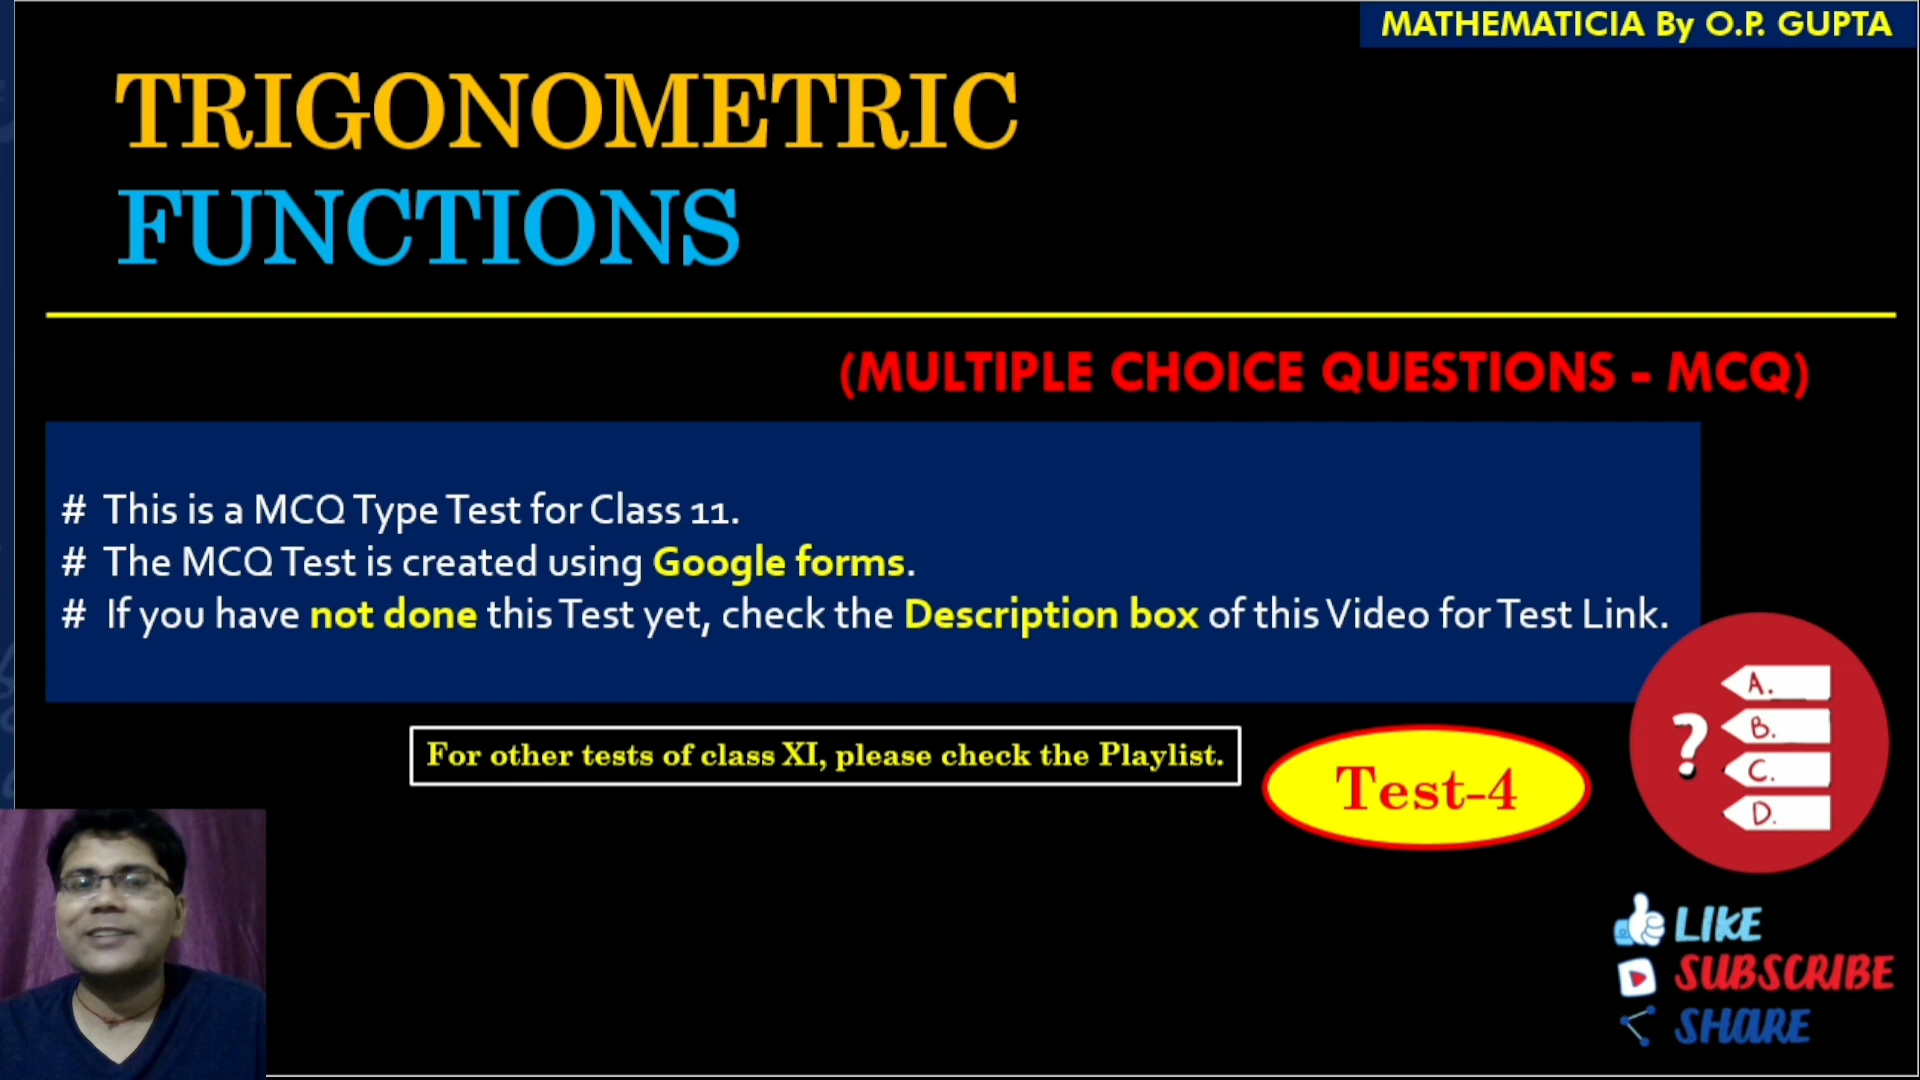 MATHEMATICIA By O.P. GUPTA
TRIGONOMETRIC
FUNCTIONS
(MULTIPLE CHOICE QUESTIONS - MCQ)
# This is a MCQ Type Test for Class 11.
# The MCQ Test is created using Google forms.
# If you have not done this Test yet, check the Description box of this Video for Test Link.
For other tests of class XI, please check the Playlist.
Test-4
?
A.
B.
C.
D.
LIKE
SUBSCRIBE
SHARE